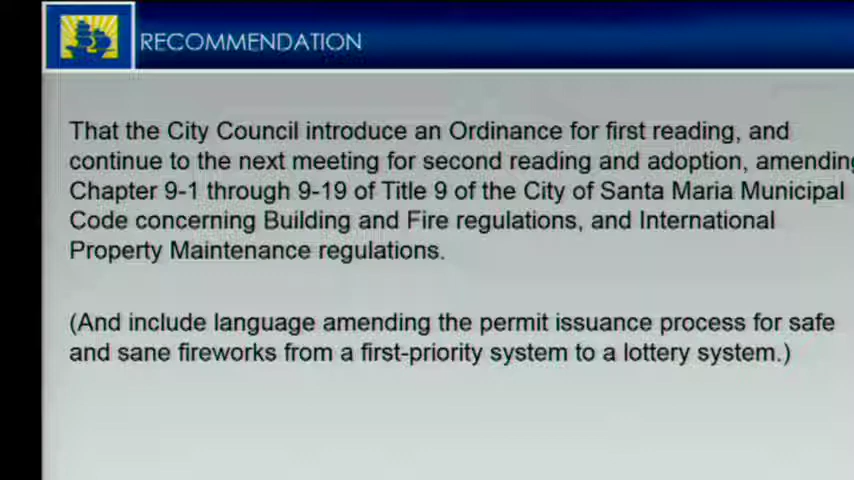 RECOMMENDATION
That the City Council introduce an Ordinance for first reading, and
continue to the next meeting for second reading and adoption, amending
Chapter 9-1 through 9-19 of Title 9 of the City of Santa Maria Municipal
Code concerning Building and Fire regulations, and International
Property Maintenance regulations.
(And include language amending the permit issuance process for safe
and sane fireworks from a first-priority system to a lottery system.)